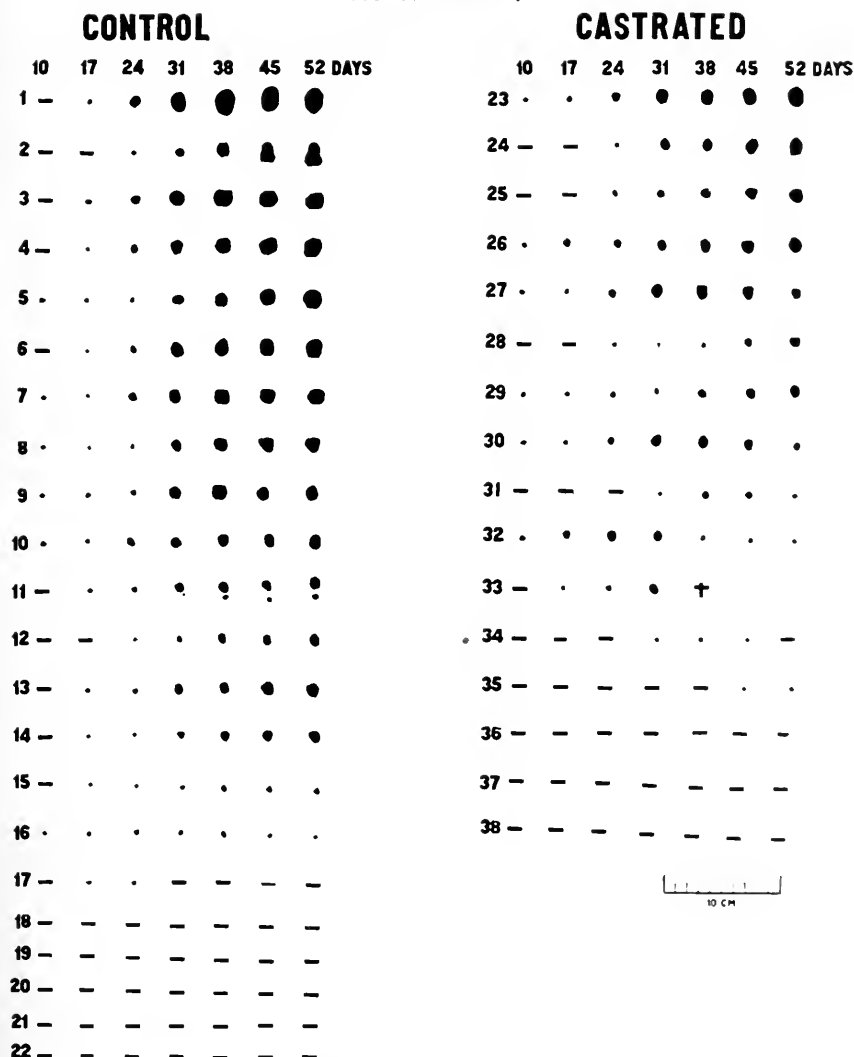 CONTROL
10 17 24 31 38 45 52 DAYS
1 –
2 – –
3 –
4 –
5
6 –
7
8
9
10
11 –
12 – –
13 –
14 –
15 –
16
17 – – – – –
18 – – – – – – –
19 – – – – – – –
20 – – – – – – –
21 – – – – – – –
22 – – – – – – –
CASTRATED
10 17 24 31 38 45 52 DAYS
23
24 – –
25 – –
26
27
28 – –
29
30
31 – – –
32
33 – †
34 – – – –
35 – – – – –
36 – – – – – – –
37 – – – – – – –
38 – – – – – – –
10 CM